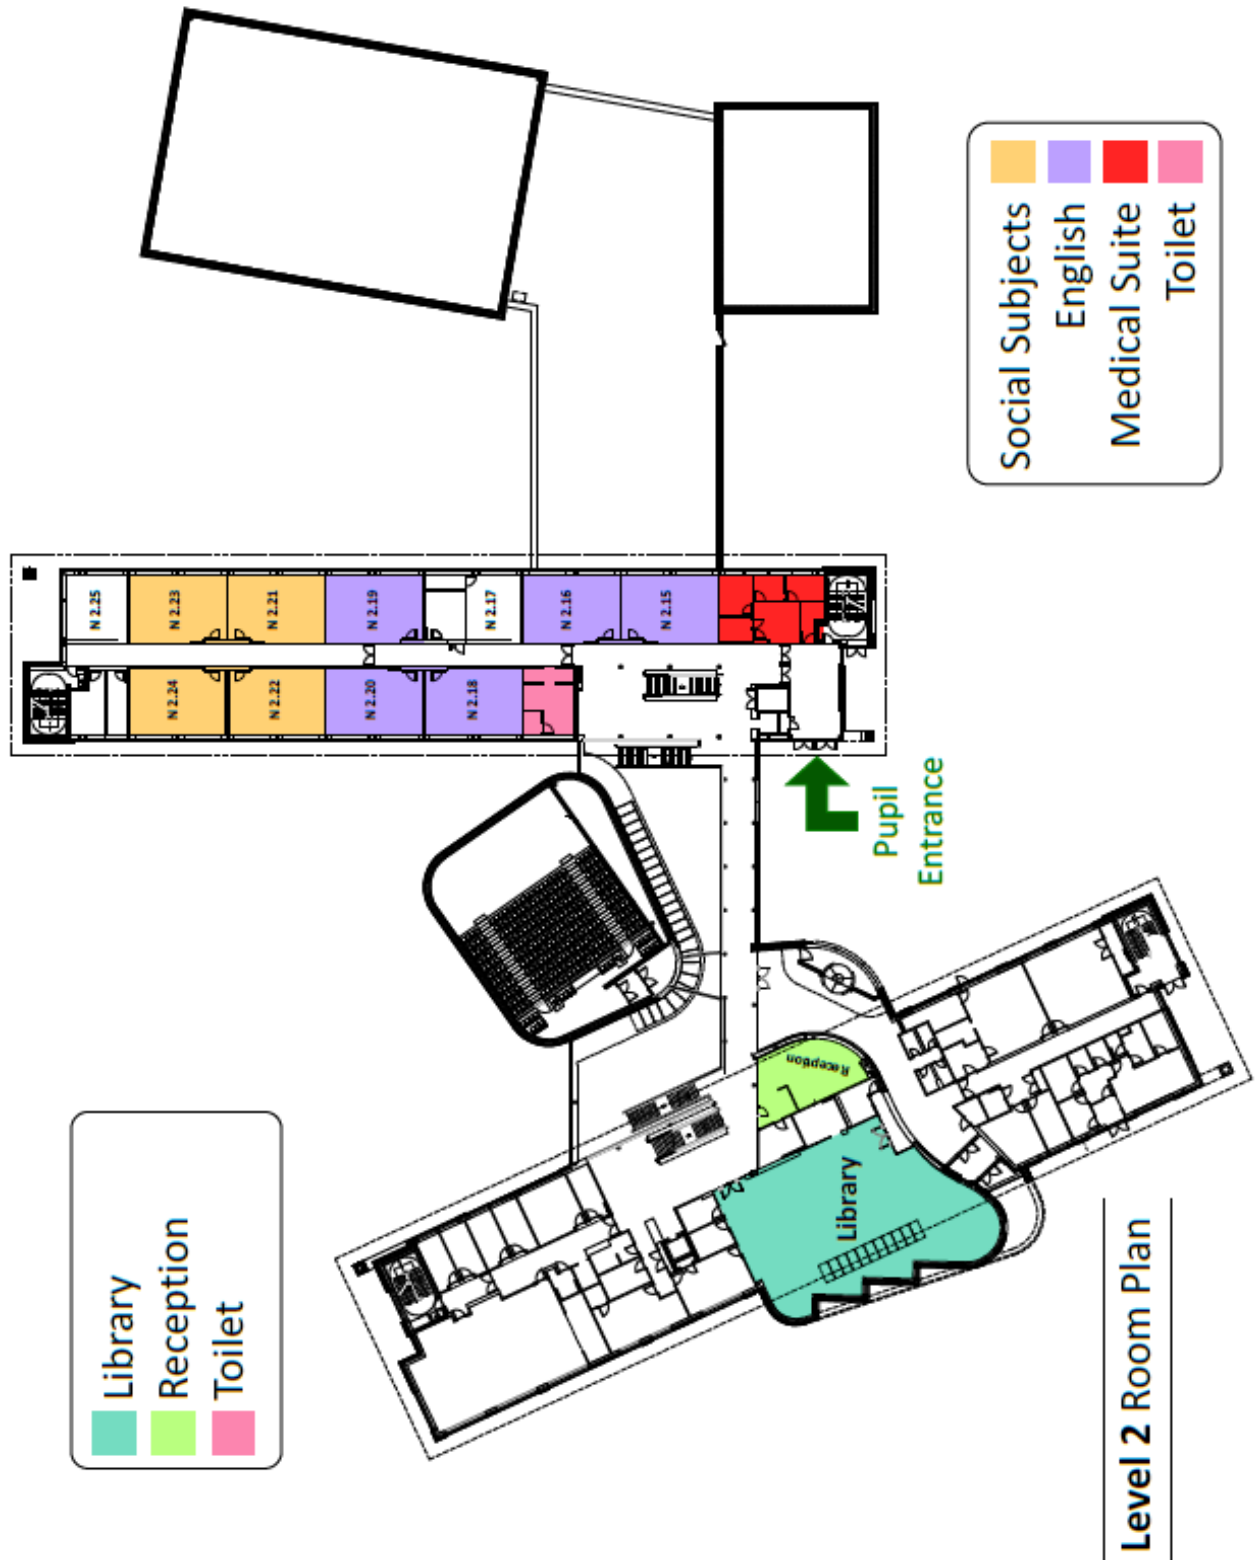 Library
Reception
Toilet
Level 2 Room Plan
Library
Reception
Pupil
Entrance
N 2.24
N 2.22
N 2.20
N 2.18
N 2.25
N 2.23
N 2.21
N 2.19
N 2.17
N 2.16
N 2.15
Social Subjects
English
Medical Suite
Toilet